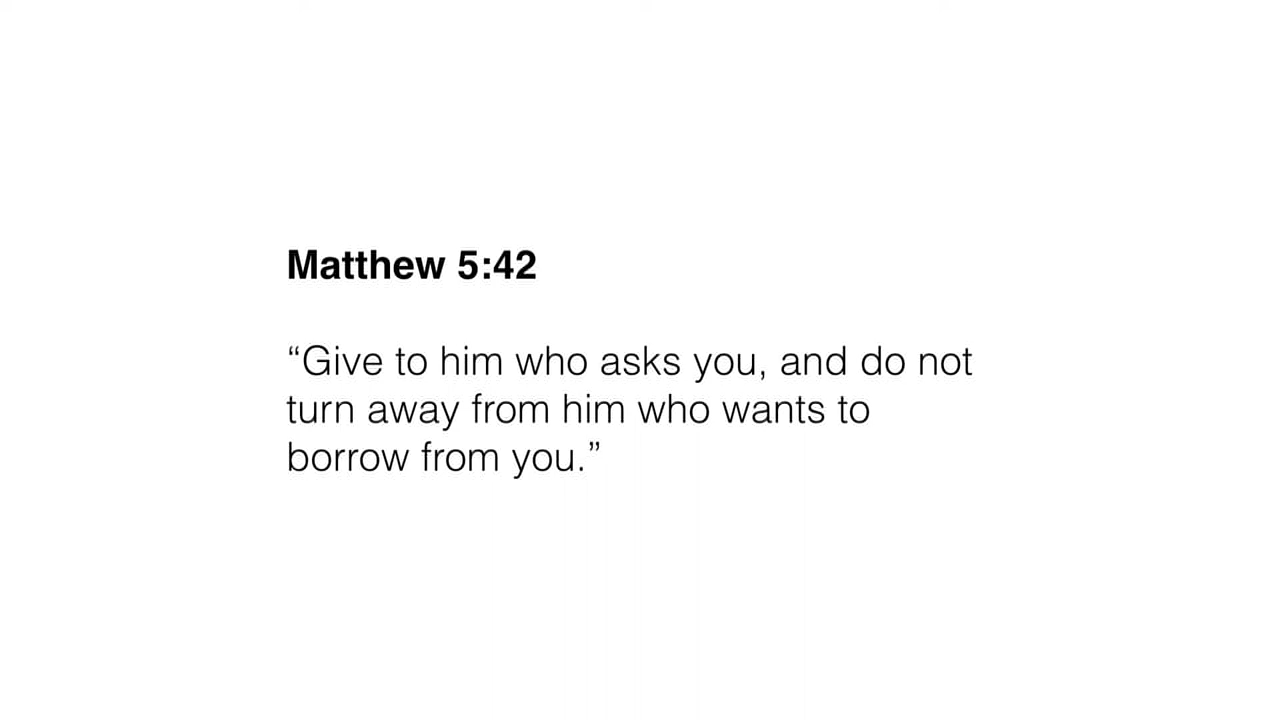 Matthew 5:42
“Give to him who asks you, and do not
turn away from him who wants to
borrow from you.”